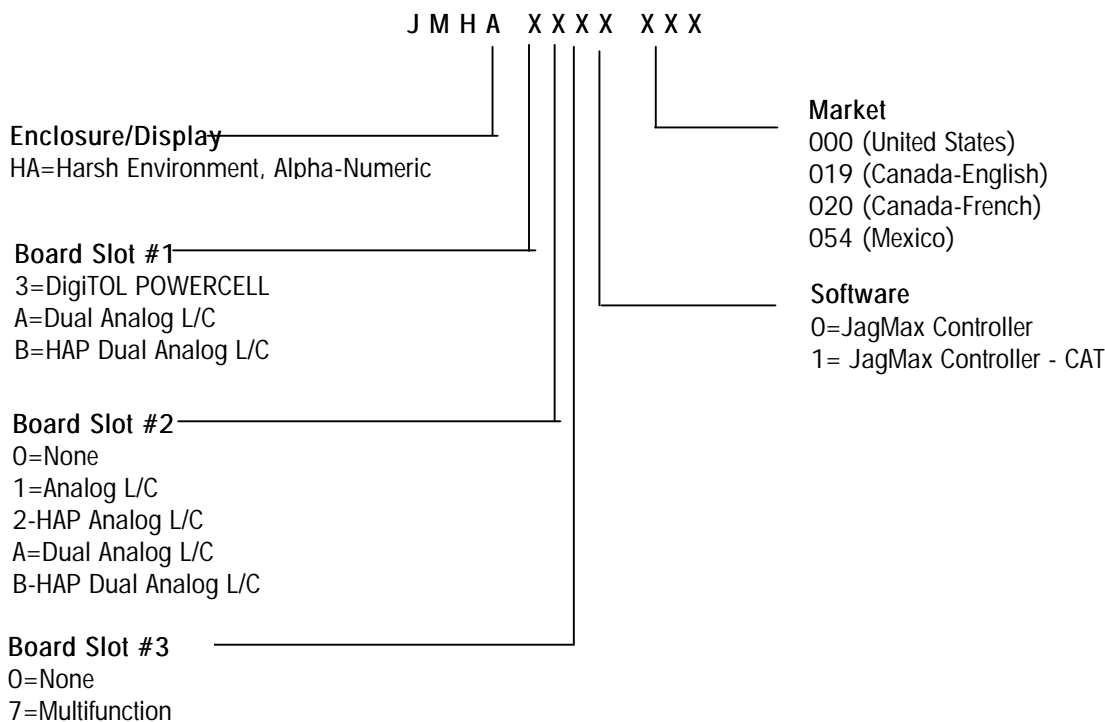 JMHA XXXX XXX
Enclosure/Display
HA=Harsh Environment, Alpha-Numeric
Board Slot #1
3=DigiTOL POWERCELL
A=Dual Analog L/C
B=HAP Dual Analog L/C
Board Slot #2
0=None
1=Analog L/C
2-HAP Analog L/C
A=Dual Analog L/C
B-HAP Dual Analog L/C
Board Slot #3
0=None
7=Multifunction
Market
000 (United States)
019 (Canada-English)
020 (Canada-French)
054 (Mexico)
Software
0=JagMax Controller
1= JagMax Controller - CAT